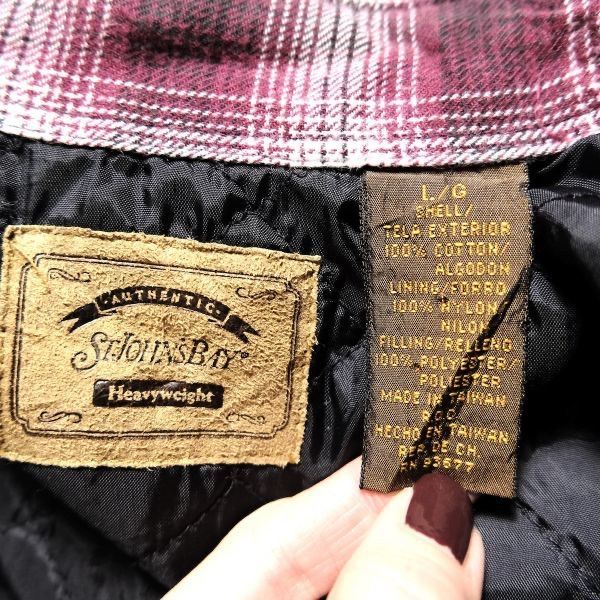 AUTHENTIC
ST. JOHN'S BAY®
Heavyweight
L/G
SHELL/
TELA EXTERIOR
100% COTTON/
ALGODON
LINING/FORRO
100% NYLON/
NILON
FILLING/RELLENO
100% POLYESTER/
POLIESTER
MADE IN TAIWAN
R.O.C.
HECHO EN TAIWAN
REP. DE CH.
RN 93677